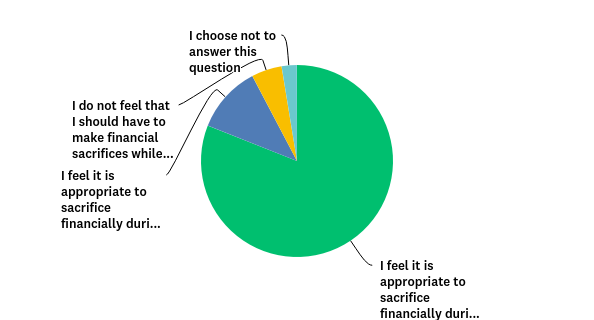 I choose not to
answer this
question
I do not feel that
I should have to
make financial
sacrifices while...
I feel it is
appropriate to
sacrifice
financially duri...
I feel it is
appropriate to
sacrifice
financially duri...